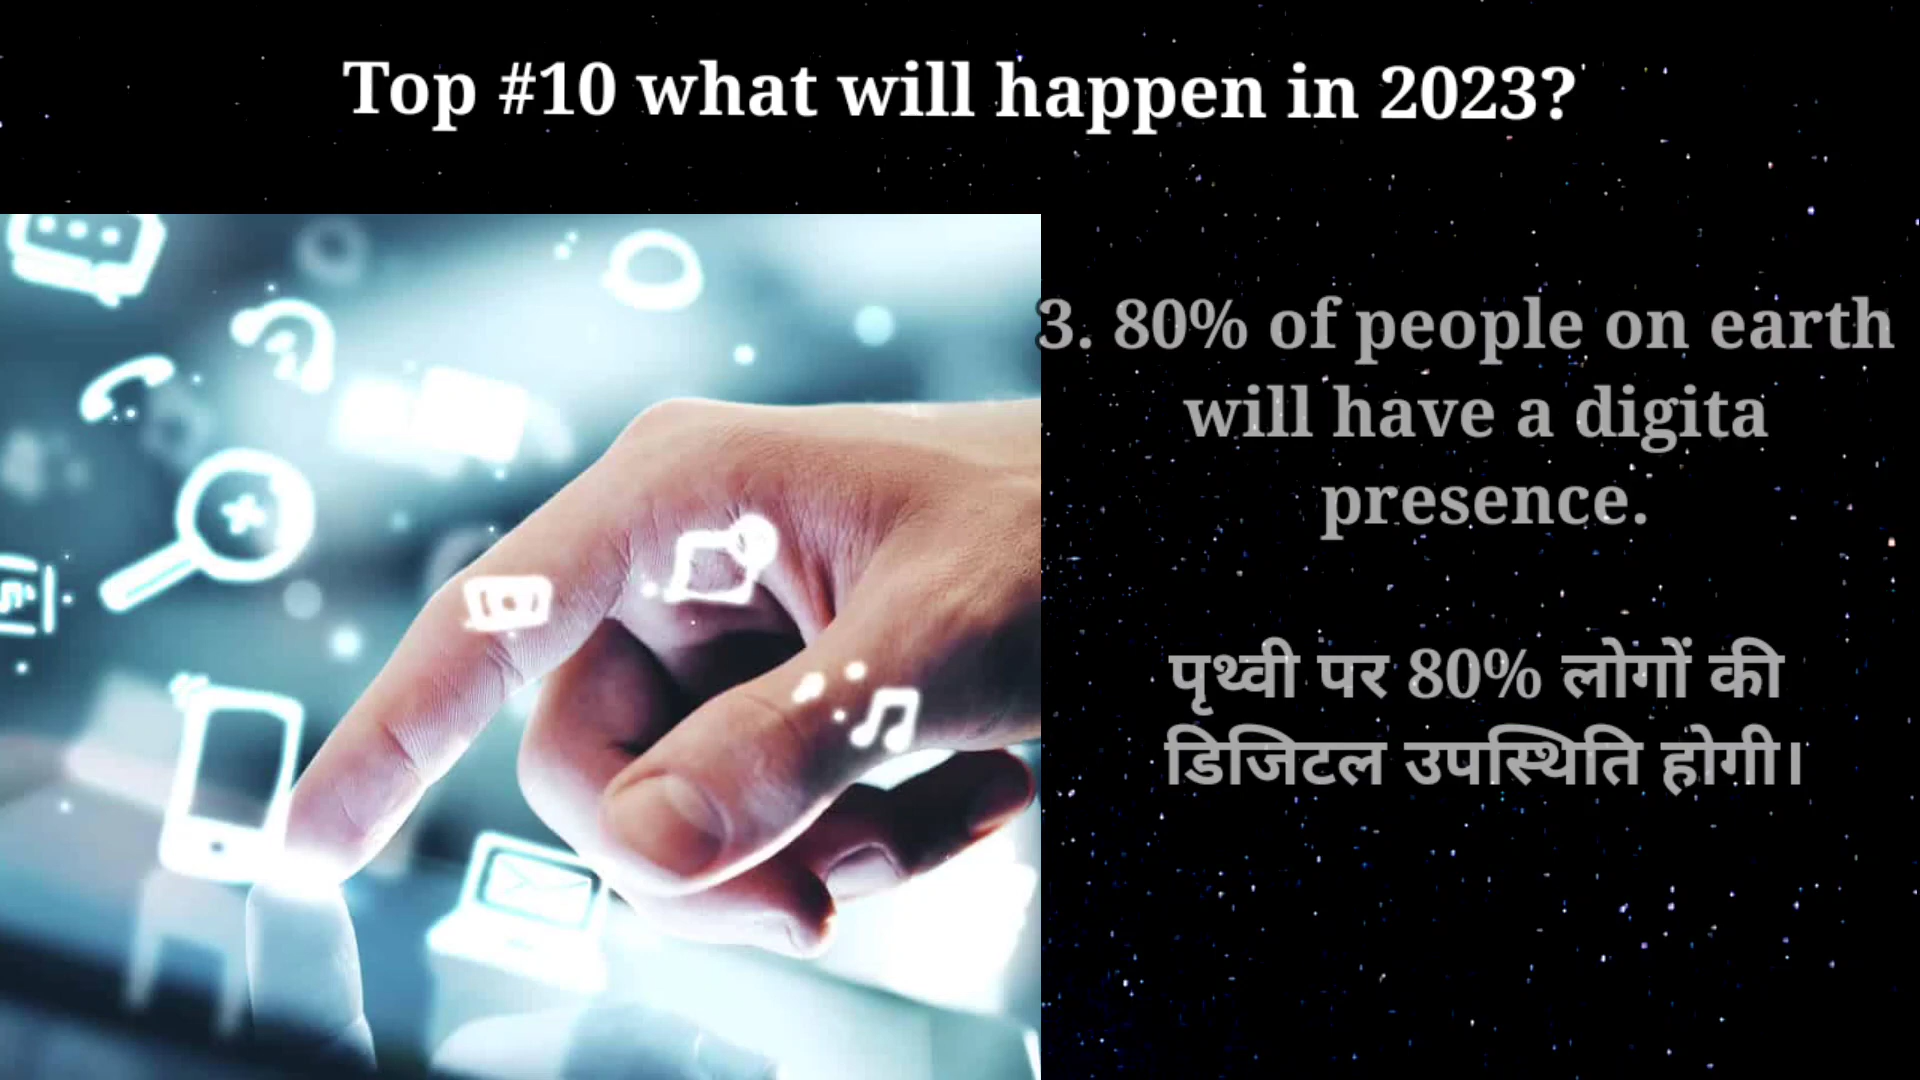 Top #10 what will happen in 2023?
3. 80% of people on earth
will have a digita
presence.
पृथ्वी पर 80% लोगों की
डिजिटल उपस्थिति होगी।